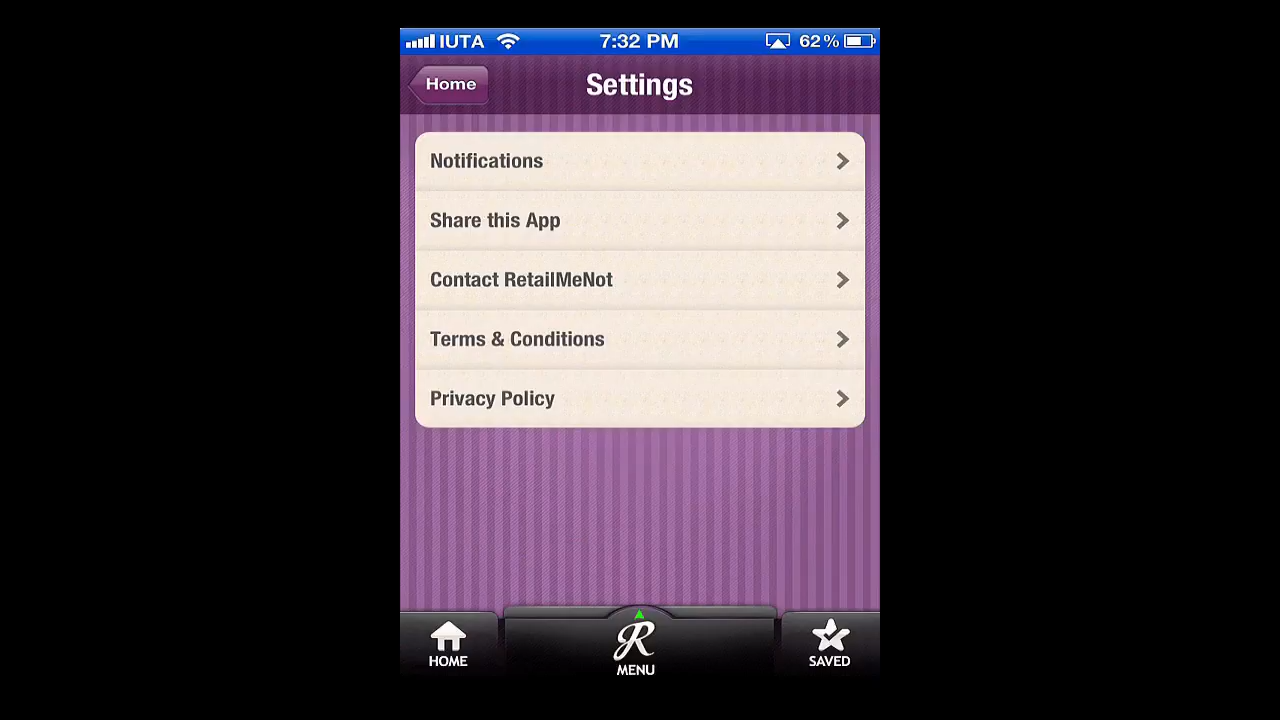 IUTA 7:32 PM 62%
Home Settings
Notifications
Share this App
Contact RetailMeNot
Terms & Conditions
Privacy Policy
HOME R MENU SAVED